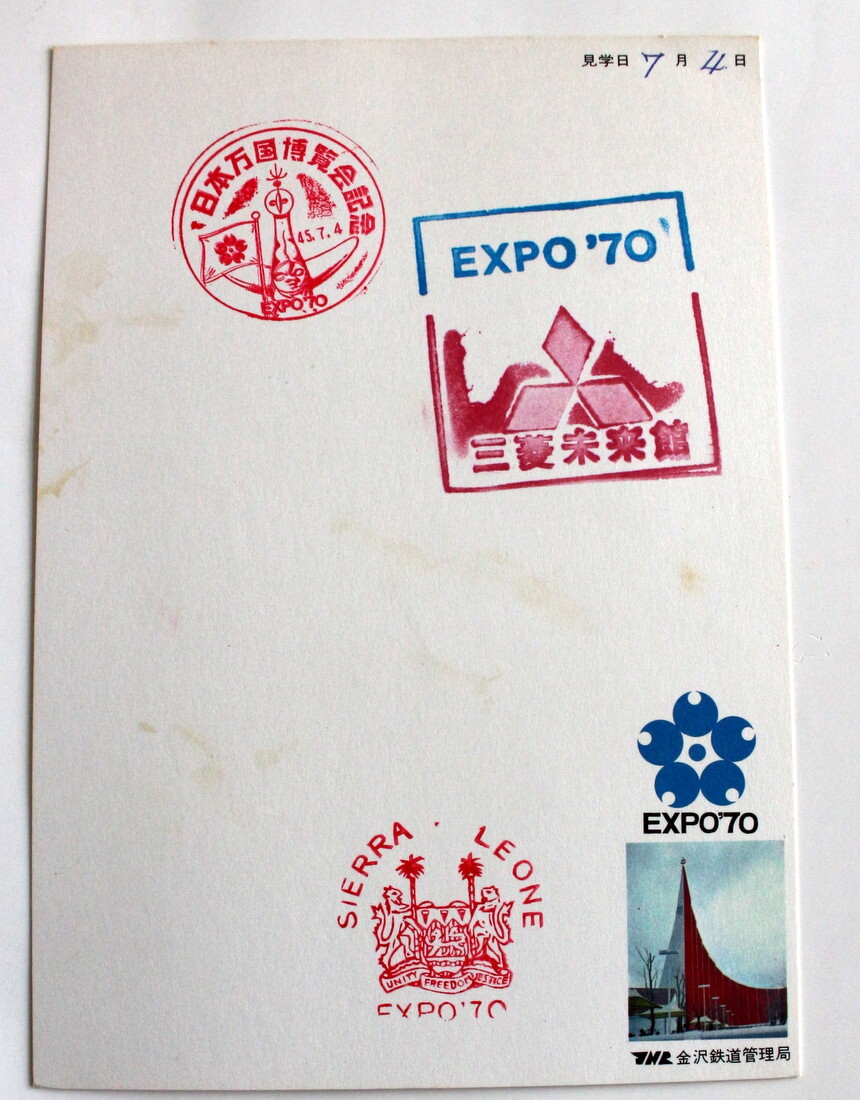 見学日 7 月 4 日
日本万国博覧会記念
45.7.4
EXPO'70
EXPO '70
三菱未来館
EXPO'70
SIERRA LEONE
UNITY FREEDOM JUSTICE
EXPO'70
JNR 金沢鉄道管理局